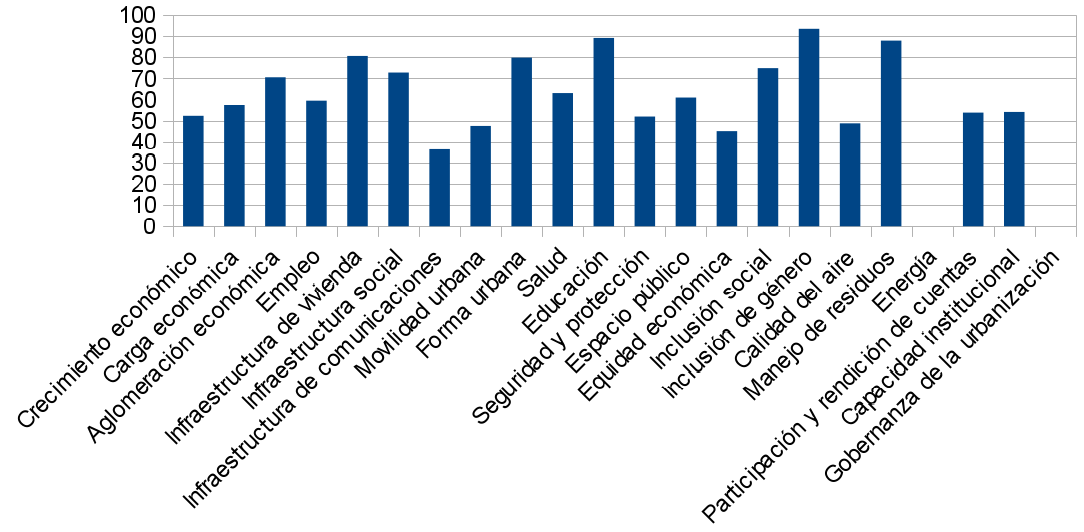 100
90
80
70
60
50
40
30
20
10
0
Crecimiento económico
Carga económica
Aglomeración económica
Empleo
Infraestructura de vivienda
Infraestructura social
Infraestructura de comunicaciones
Movilidad urbana
Forma urbana
Salud
Educación
Seguridad y protección
Espacio público
Equidad económica
Inclusión social
Inclusión de género
Calidad del aire
Manejo de residuos
Energía
Participación y rendición de cuentas
Capacidad institucional
Gobernanza de la urbanización